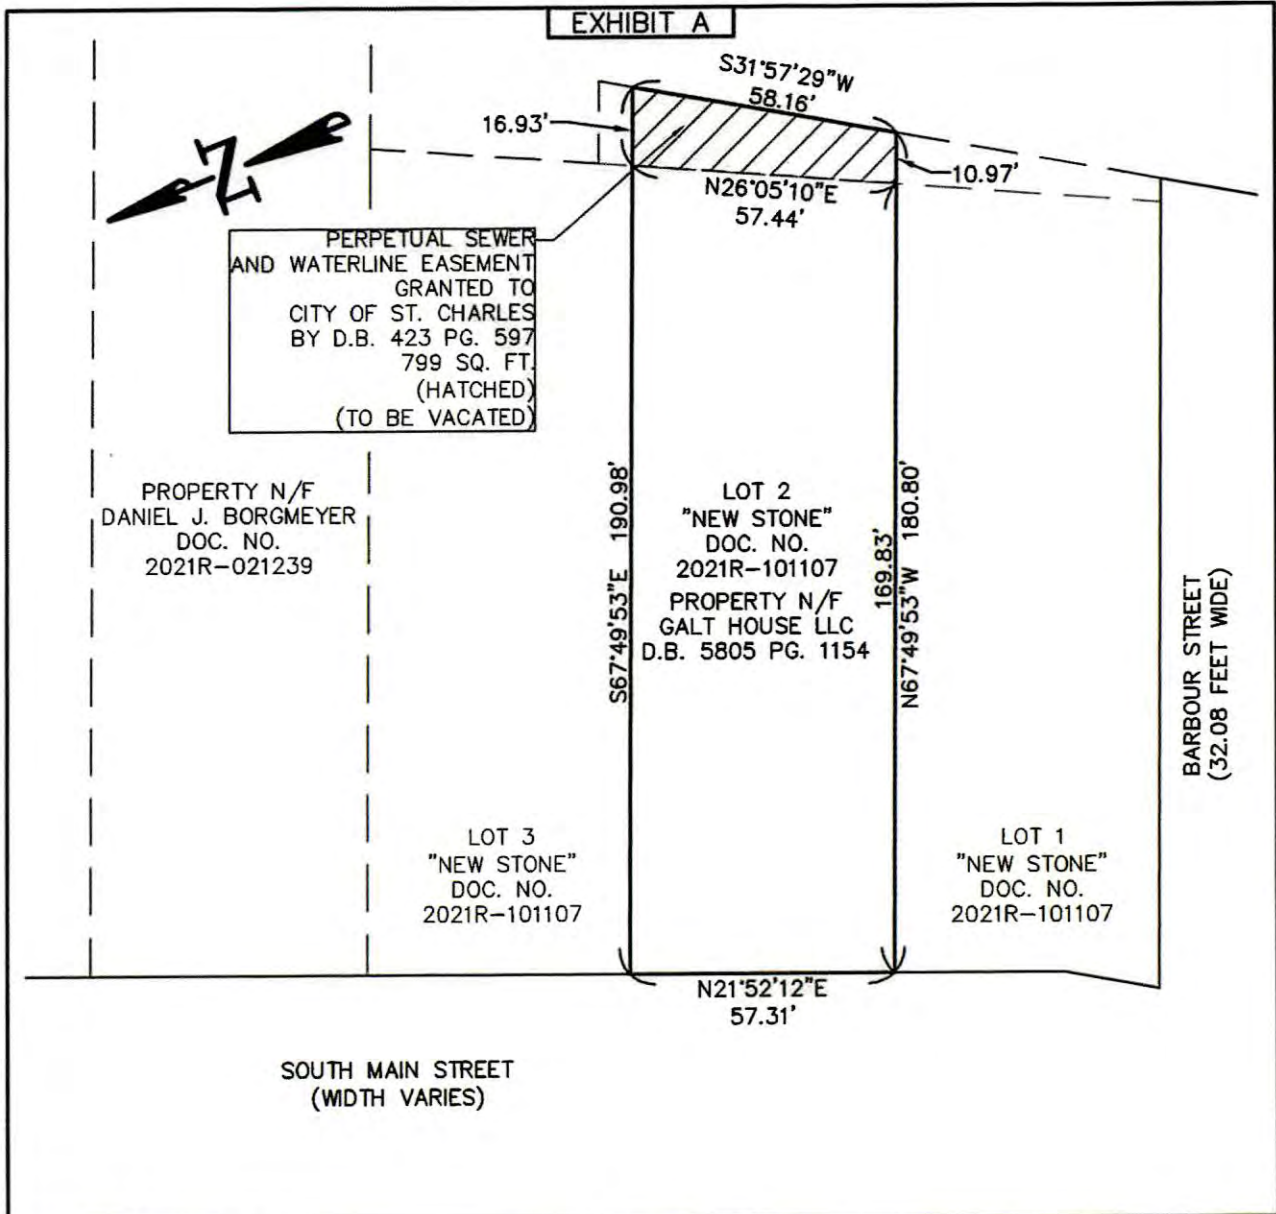 EXHIBIT A
S31°57'29"W
58.16'
16.93'
10.97'
N26°05'10"E
57.44'
N
PERPETUAL SEWER
AND WATERLINE EASEMENT
GRANTED TO
CITY OF ST. CHARLES
BY D.B. 423 PG. 597
799 SQ. FT.
(HATCHED)
(TO BE VACATED)
PROPERTY N/F
DANIEL J. BORGMEYER
DOC. NO.
2021R-021239
S67°49'53"E 190.98'
LOT 2
"NEW STONE"
DOC. NO.
2021R-101107
PROPERTY N/F
GALT HOUSE LLC
D.B. 5805 PG. 1154
169.83'
N67°49'53"W 180.80'
BARBOUR STREET
(32.08 FEET WIDE)
LOT 3
"NEW STONE"
DOC. NO.
2021R-101107
LOT 1
"NEW STONE"
DOC. NO.
2021R-101107
N21°52'12"E
57.31'
SOUTH MAIN STREET
(WIDTH VARIES)